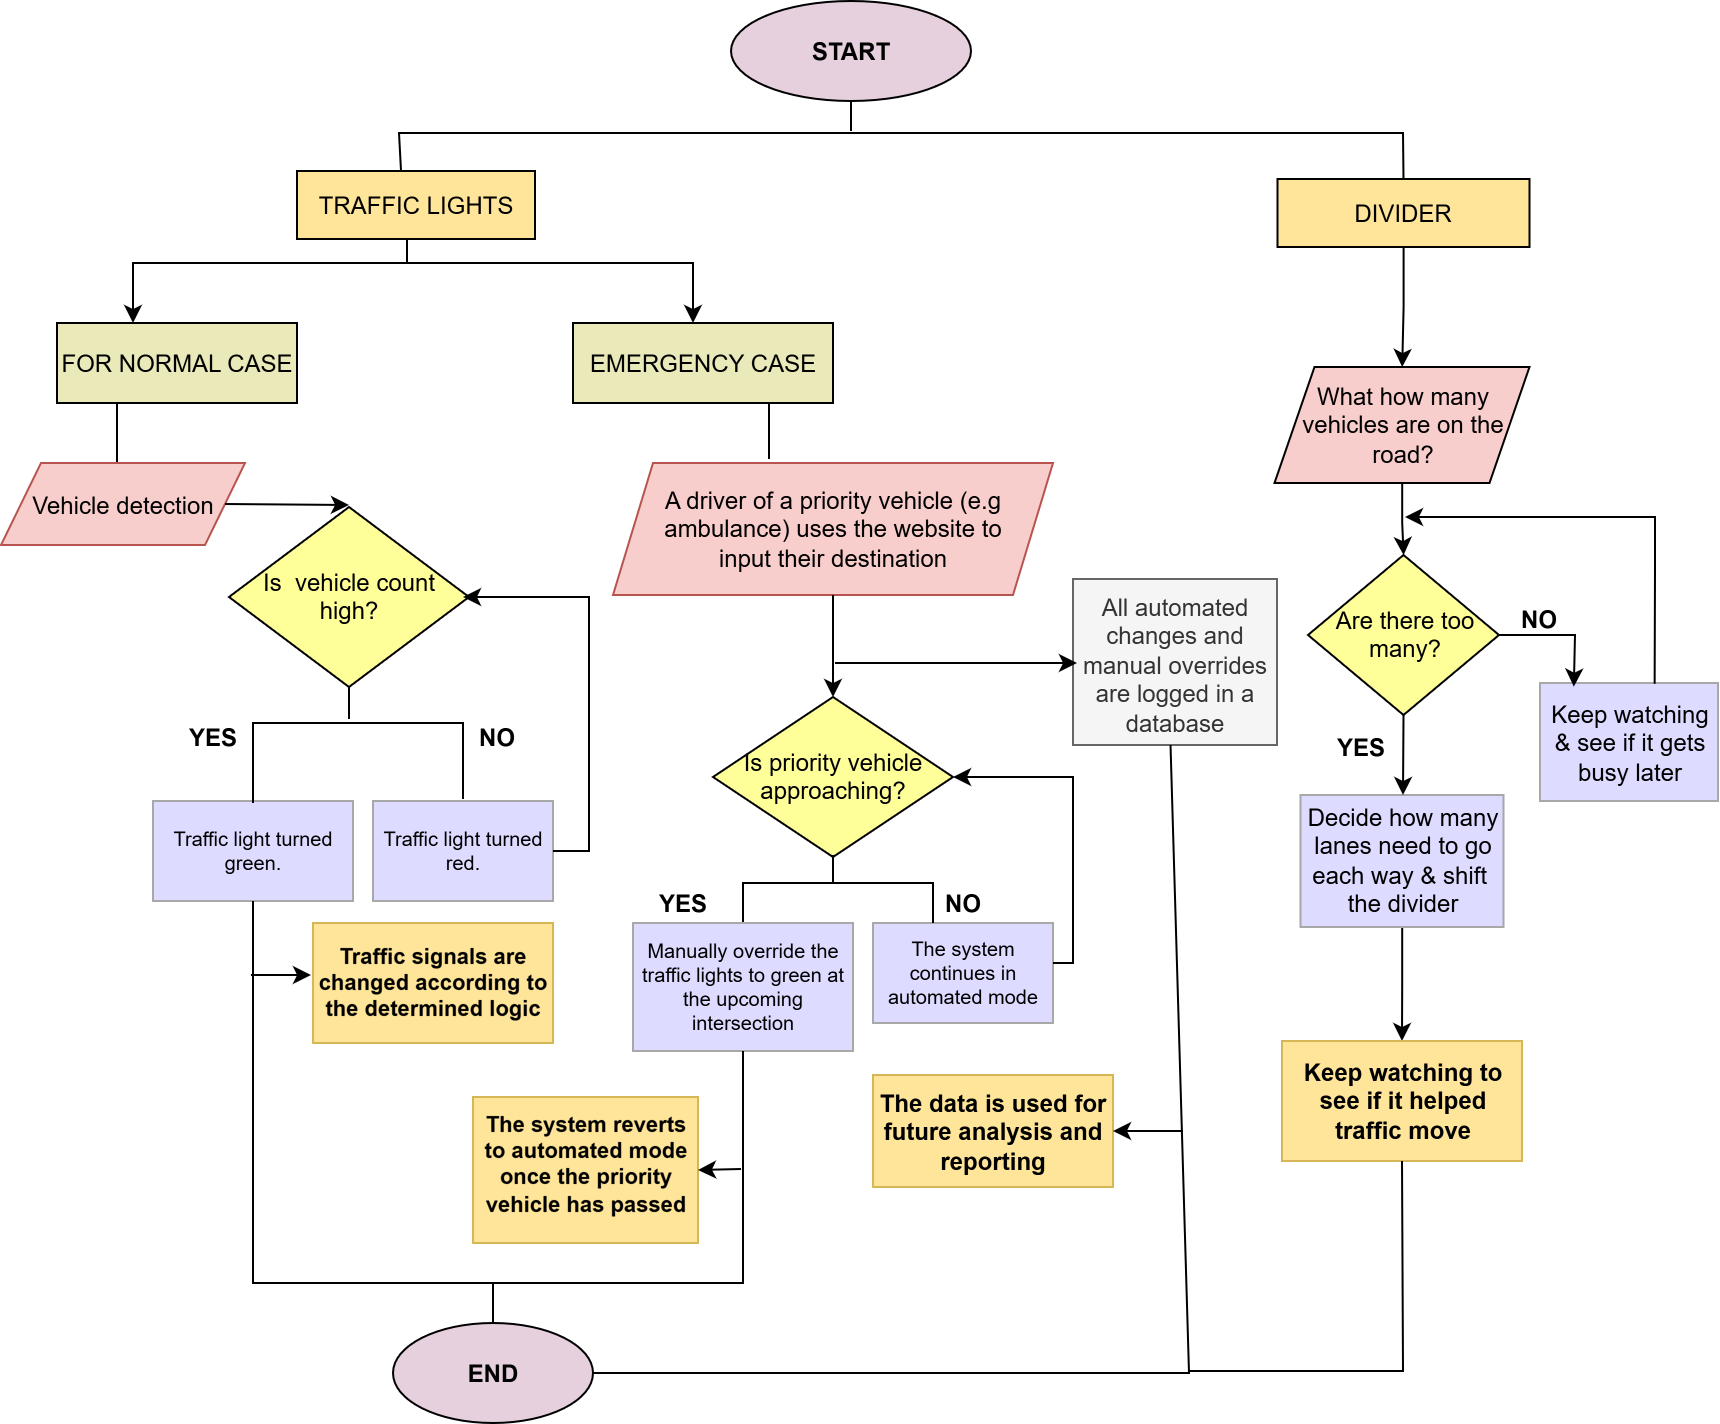 START
TRAFFIC LIGHTS
DIVIDER
FOR NORMAL CASE
EMERGENCY CASE
What how many
vehicles are on the
road?
Vehicle detection
A driver of a priority vehicle (e.g
ambulance) uses the website to
input their destination
Is  vehicle count
high?
All automated
changes and
manual overrides
are logged in a
database
Are there too
many?
NO
YES
Keep watching
& see if it gets
busy later
YES
NO
Is priority vehicle
approaching?
Traffic light turned
green.
Traffic light turned
red.
Decide how many
lanes need to go
each way & shift
the divider
YES
NO
Traffic signals are
changed according to
the determined logic
Manually override the
traffic lights to green at
the upcoming
intersection
The system
continues in
automated mode
The system reverts
to automated mode
once the priority
vehicle has passed
The data is used for
future analysis and
reporting
Keep watching to
see if it helped
traffic move
END